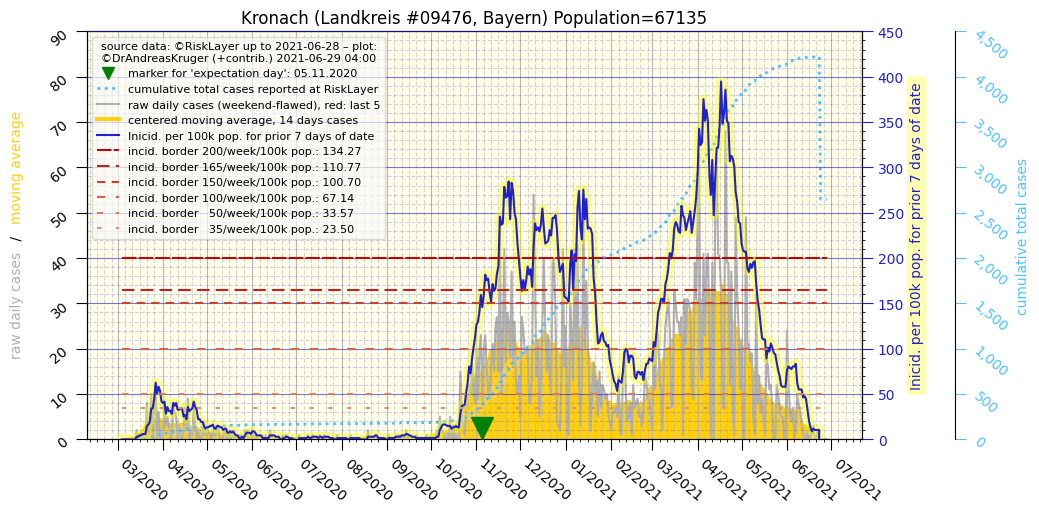 Kronach (Landkreis #09476, Bayern) Population=67135
source data: ©RiskLayer up to 2021-06-28 – plot:
©DrAndreasKruger (+contrib.) 2021-06-29 04:00
marker for 'expectation day': 05.11.2020
cumulative total cases reported at RiskLayer
raw daily cases (weekend-flawed), red: last 5
centered moving average, 14 days cases
Inicid. per 100k pop. for prior 7 days of date
incid. border 200/week/100k pop.: 134.27
incid. border 165/week/100k pop.: 110.77
incid. border 150/week/100k pop.: 100.70
incid. border 100/week/100k pop.: 67.14
incid. border   50/week/100k pop.: 33.57
incid. border   35/week/100k pop.: 23.50
raw daily cases / moving average
90
80
70
60
50
40
30
20
10
0
450
400
350
300
250
200
150
100
50
0
Inicid. per 100k pop. for prior 7 days of date
4,500
4,000
3,500
3,000
2,500
2,000
1,500
1,000
500
0
cumulative total cases
03/2020
04/2020
05/2020
06/2020
07/2020
08/2020
09/2020
10/2020
11/2020
12/2020
01/2021
02/2021
03/2021
04/2021
05/2021
06/2021
07/2021